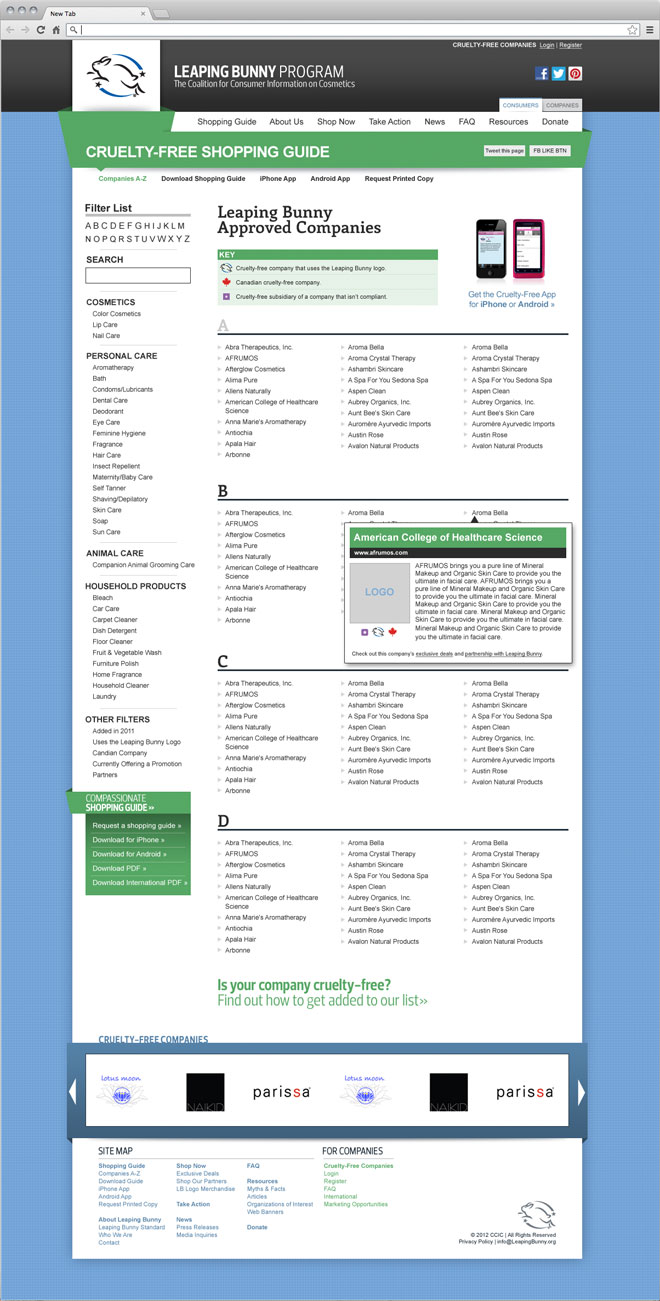 New Tab
CRUELTY-FREE COMPANIES Login | Register
LEAPING BUNNY PROGRAM
The Coalition for Consumer Information on Cosmetics
CONSUMERS
COMPANIES
Shopping Guide
About Us
Shop Now
Take Action
News
FAQ
Resources
Donate
CRUELTY-FREE SHOPPING GUIDE
Tweet this page
FB LIKE BTN
Companies A-Z
Download Shopping Guide
iPhone App
Android App
Request Printed Copy
Filter List
A B C D E F G H I J K L M
N O P Q R S T U V W X Y Z
SEARCH
COSMETICS
Color Cosmetics
Lip Care
Nail Care
PERSONAL CARE
Aromatherapy
Bath
Condoms/Lubricants
Dental Care
Deodorant
Eye Care
Feminine Hygiene
Fragrance
Hair Care
Insect Repellent
Maternity/Baby Care
Self Tanner
Shaving/Depilatory
Skin Care
Soap
Sun Care
ANIMAL CARE
Companion Animal Grooming Care
HOUSEHOLD PRODUCTS
Bleach
Car Care
Carpet Cleaner
Dish Detergent
Floor Cleaner
Fruit & Vegetable Wash
Furniture Polish
Home Fragrance
Household Cleaner
Laundry
OTHER FILTERS
Added in 2011
Uses the Leaping Bunny Logo
Candian Company
Currently Offering a Promotion
Partners
COMPASSIONATE
SHOPPING GUIDE »
Request a shopping guide »
Download for iPhone »
Download for Android »
Download PDF »
Download International PDF »
Leaping Bunny
Approved Companies
KEY
Cruelty-free company that uses the Leaping Bunny logo.
Canadian cruelty-free company.
Cruelty-free subsidiary of a company that isn't compliant.
Get the Cruelty-Free App
for iPhone or Android »
A
Abra Therapeutics, Inc.
AFRUMOS
Afterglow Cosmetics
Alima Pure
Allens Naturally
American College of Healthcare
Science
Anna Marie's Aromatherapy
Antiochia
Apala Hair
Arbonne
Aroma Bella
Aroma Crystal Therapy
Ashambri Skincare
A Spa For You Sedona Spa
Aspen Clean
Aubrey Organics, Inc.
Aunt Bee's Skin Care
Auromère Ayurvedic Imports
Austin Rose
Avalon Natural Products
Aroma Bella
Aroma Crystal Therapy
Ashambri Skincare
A Spa For You Sedona Spa
Aspen Clean
Aubrey Organics, Inc.
Aunt Bee's Skin Care
Auromère Ayurvedic Imports
Austin Rose
Avalon Natural Products
B
Abra Therapeutics, Inc.
AFRUMOS
Afterglow Cosmetics
Alima Pure
Allens Naturally
American College of Healthcare
Science
Anna Marie's Aromatherapy
Antiochia
Apala Hair
Arbonne
Aroma Bella
Aroma Bella
American College of Healthcare Science
www.afrumos.com
LOGO
AFRUMOS brings you a pure line of Mineral
Makeup and Organic Skin Care to provide you the
ultimate in facial care. AFRUMOS brings you a
pure line of Mineral Makeup and Organic Skin Care
to provide you the ultimate in facial care. Mineral
Makeup and Organic Skin Care to provide you the
ultimate in facial care. Mineral Makeup and Organic
Skin Care to provide you the ultimate in facial care.
Mineral Makeup and Organic Skin Care to provide
you the ultimate in facial care.
Check out this company's exclusive deals and partnership with Leaping Bunny.
C
Abra Therapeutics, Inc.
AFRUMOS
Afterglow Cosmetics
Alima Pure
Allens Naturally
American College of Healthcare
Science
Anna Marie's Aromatherapy
Antiochia
Apala Hair
Arbonne
Aroma Bella
Aroma Crystal Therapy
Ashambri Skincare
A Spa For You Sedona Spa
Aspen Clean
Aubrey Organics, Inc.
Aunt Bee's Skin Care
Auromère Ayurvedic Imports
Austin Rose
Avalon Natural Products
Aroma Bella
Aroma Crystal Therapy
Ashambri Skincare
A Spa For You Sedona Spa
Aspen Clean
Aubrey Organics, Inc.
Aunt Bee's Skin Care
Auromère Ayurvedic Imports
Austin Rose
Avalon Natural Products
D
Abra Therapeutics, Inc.
AFRUMOS
Afterglow Cosmetics
Alima Pure
Allens Naturally
American College of Healthcare
Science
Anna Marie's Aromatherapy
Antiochia
Apala Hair
Arbonne
Aroma Bella
Aroma Crystal Therapy
Ashambri Skincare
A Spa For You Sedona Spa
Aspen Clean
Aubrey Organics, Inc.
Aunt Bee's Skin Care
Auromère Ayurvedic Imports
Austin Rose
Avalon Natural Products
Aroma Bella
Aroma Crystal Therapy
Ashambri Skincare
A Spa For You Sedona Spa
Aspen Clean
Aubrey Organics, Inc.
Aunt Bee's Skin Care
Auromère Ayurvedic Imports
Austin Rose
Avalon Natural Products
Is your company cruelty-free?
Find out how to get added to our list»
CRUELTY-FREE COMPANIES
lotus moon
NAIKID
parissa
lotus moon
NAIKID
parissa
SITE MAP
Shopping Guide
Companies A-Z
Download Guide
iPhone App
Android App
Request Printed Copy
About Leaping Bunny
Leaping Bunny Standard
Who We Are
Contact
Shop Now
Exclusive Deals
Shop Our Partners
LB Logo Merchandise
Take Action
News
Press Releases
Media Inquiries
FAQ
Resources
Myths & Facts
Articles
Organizations of Interest
Web Banners
Donate
FOR COMPANIES
Cruelty-Free Companies
Login
Register
FAQ
International
Marketing Opportunities
© 2012 CCIC | All Rights Reserved
Privacy Policy | info@LeapingBunny.org